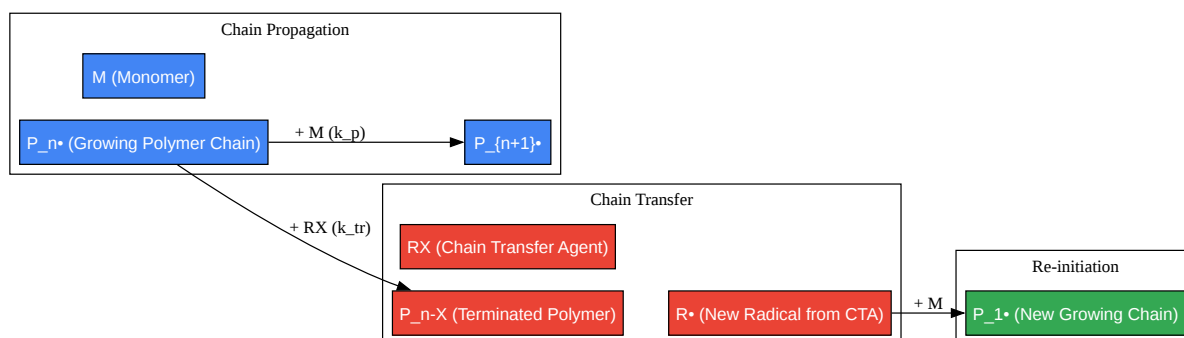 Chain Propagation
M (Monomer)
P_n• (Growing Polymer Chain)
+ M (k_p)
P_{n+1}•
+ RX (k_tr)
Chain Transfer
RX (Chain Transfer Agent)
P_n-X (Terminated Polymer)
R• (New Radical from CTA)
+ M
Re-initiation
P_1• (New Growing Chain)